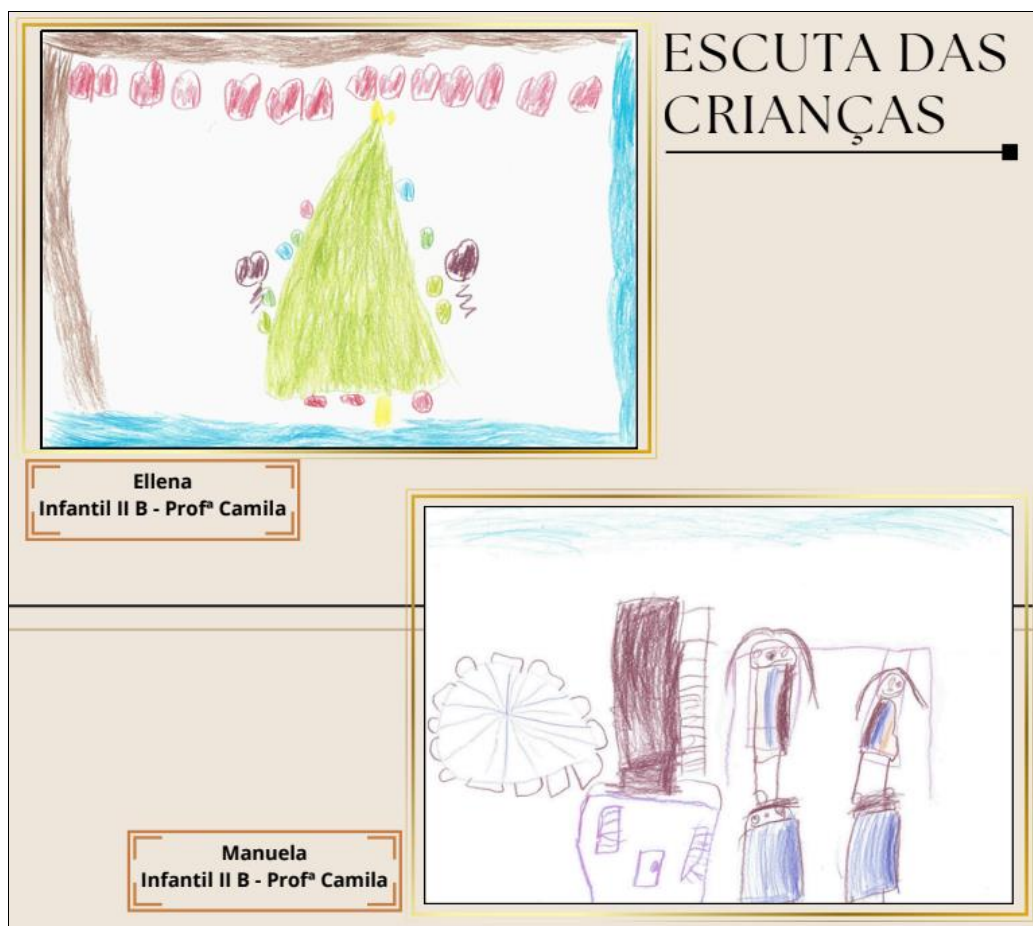 ESCUTA DAS
CRIANÇAS
Ellena
Infantil II B - Profª Camila
Manuela
Infantil II B - Profª Camila